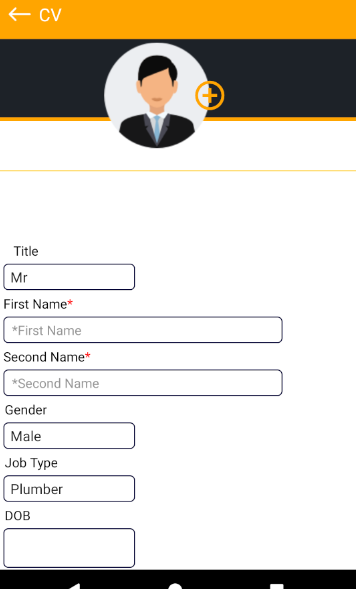 CV
Title
Mr
First Name*
*First Name
Second Name*
*Second Name
Gender
Male
Job Type
Plumber
DOB